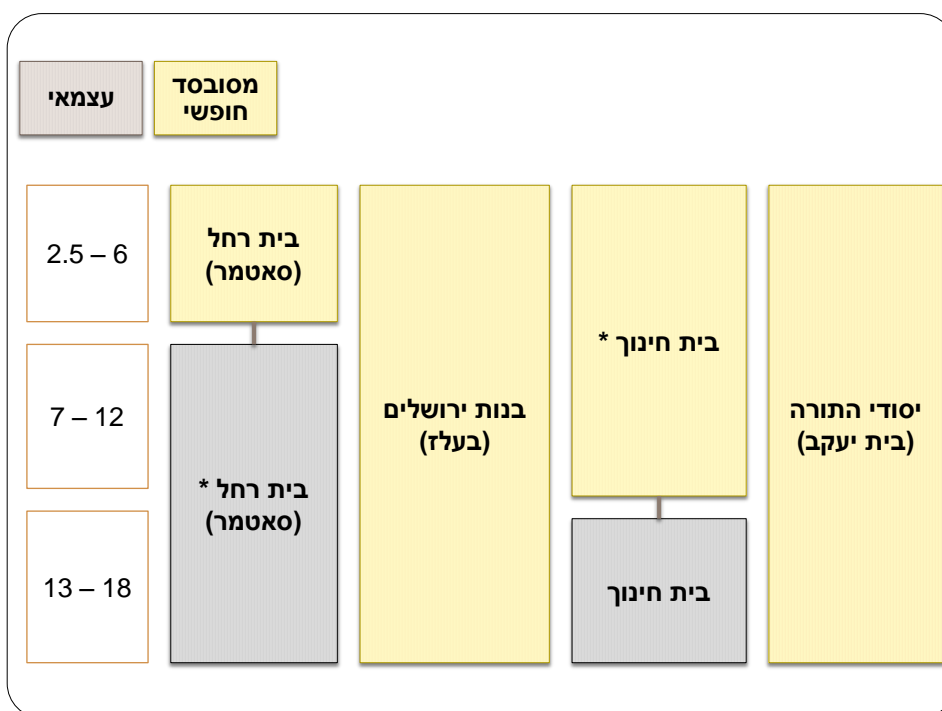 מסובסד
חופשי
עצמאי
יסודי התורה
(בית יעקב)
בית חינוך *
בית חינוך
בנות ירושלים
(בעלז)
בית רחל
(סאטמר)
בית רחל *
(סאטמר)
2.5 – 6
7 – 12
13 – 18